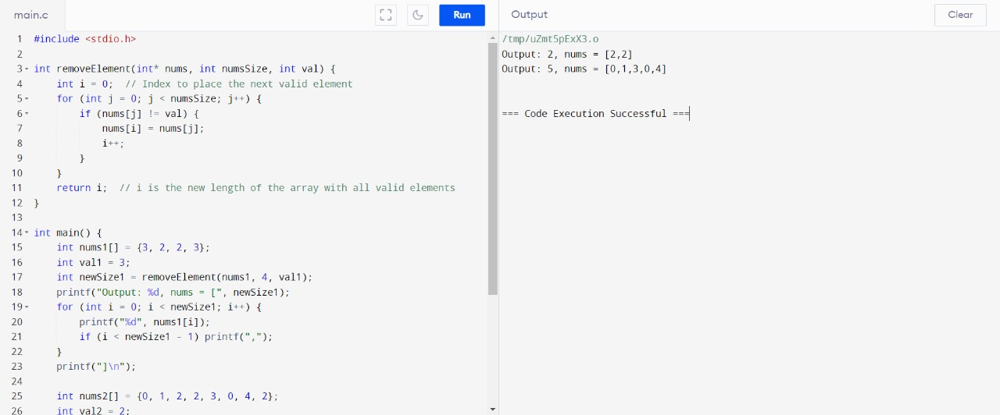 main.c
Run
Output
Clear
1 #include <stdio.h>
2
3 int removeElement(int* nums, int numsSize, int val) {
4     int i = 0;  // Index to place the next valid element
5     for (int j = 0; j < numsSize; j++) {
6         if (nums[j] != val) {
7             nums[i] = nums[j];
8             i++;
9         }
10     }
11     return i;  // i is the new length of the array with all valid elements
12 }
13
14 int main() {
15     int nums1[] = {3, 2, 2, 3};
16     int val1 = 3;
17     int newSize1 = removeElement(nums1, 4, val1);
18     printf("Output: %d, nums = [", newSize1);
19     for (int i = 0; i < newSize1; i++) {
20         printf("%d", nums1[i]);
21         if (i < newSize1 - 1) printf(",");
22     }
23     printf("]\n");
24
25     int nums2[] = {0, 1, 2, 2, 3, 0, 4, 2};
26     int val2 = 2;
/tmp/uZmt5pExX3.o
Output: 2, nums = [2,2]
Output: 5, nums = [0,1,3,0,4]
=== Code Execution Successful ===